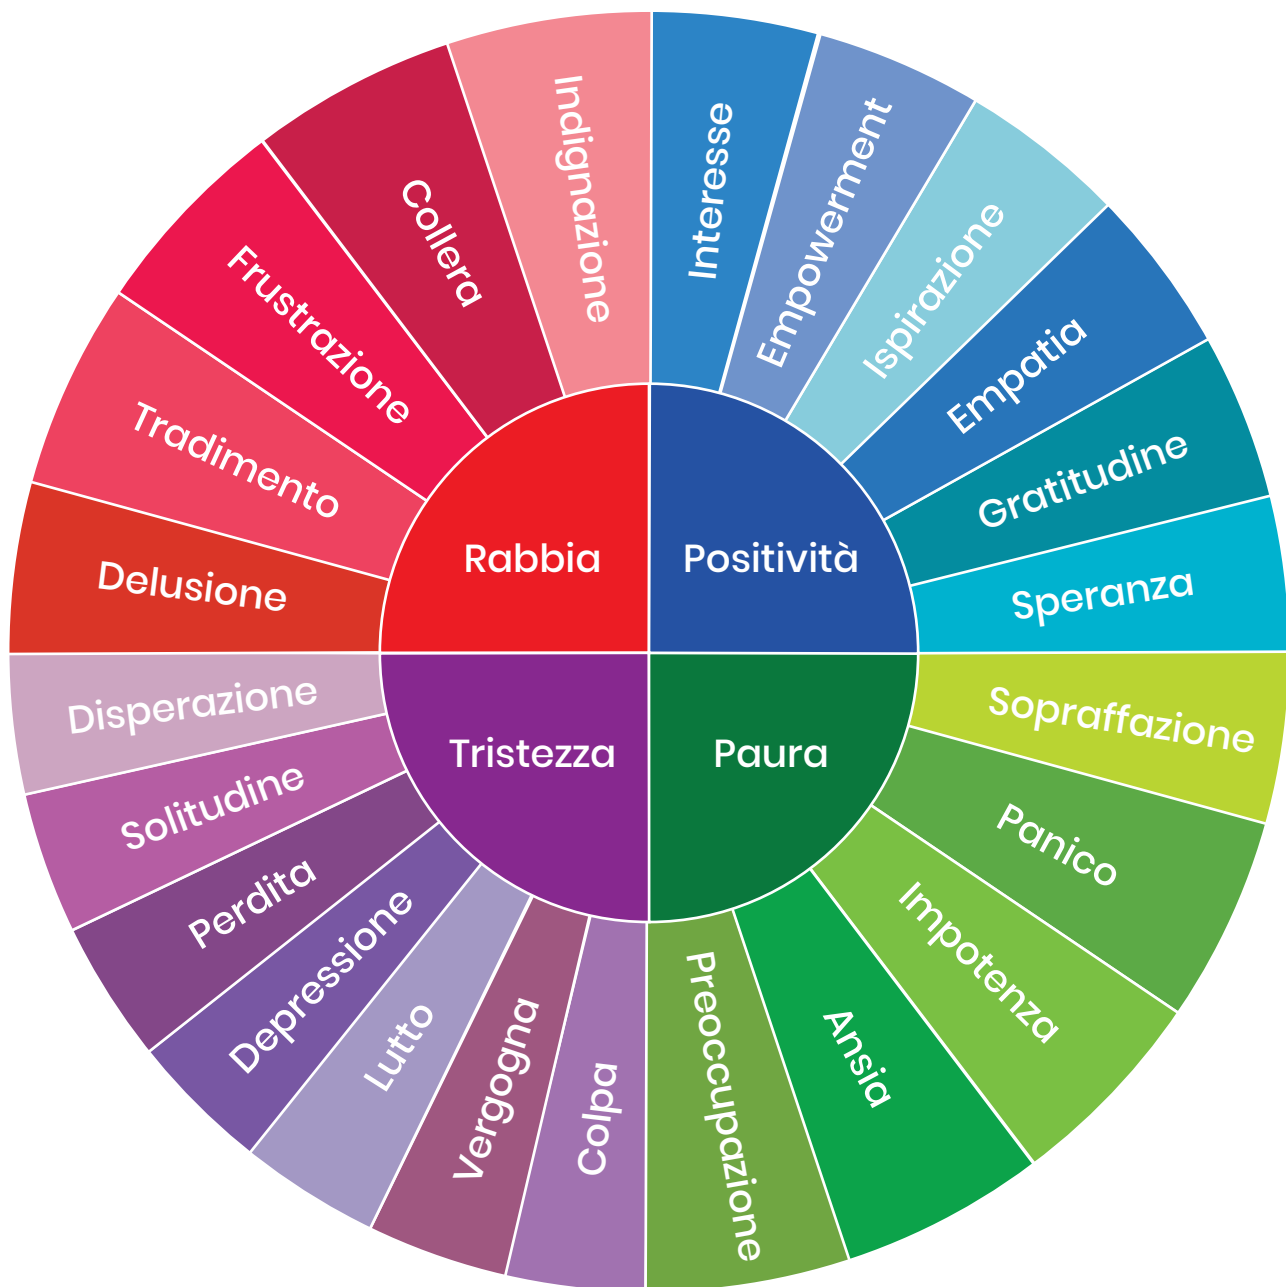 Indignazione
Interesse
Empowerment
Collera
Ispirazione
Frustrazione
Empatia
Tradimento
Gratitudine
Rabbia
Positività
Delusione
Speranza
Disperazione
Sopraffazione
Tristezza
Paura
Solitudine
Panico
Perdita
Impotenza
Depressione
Lutto
Ansia
Vergogna
Colpa
Preoccupazione